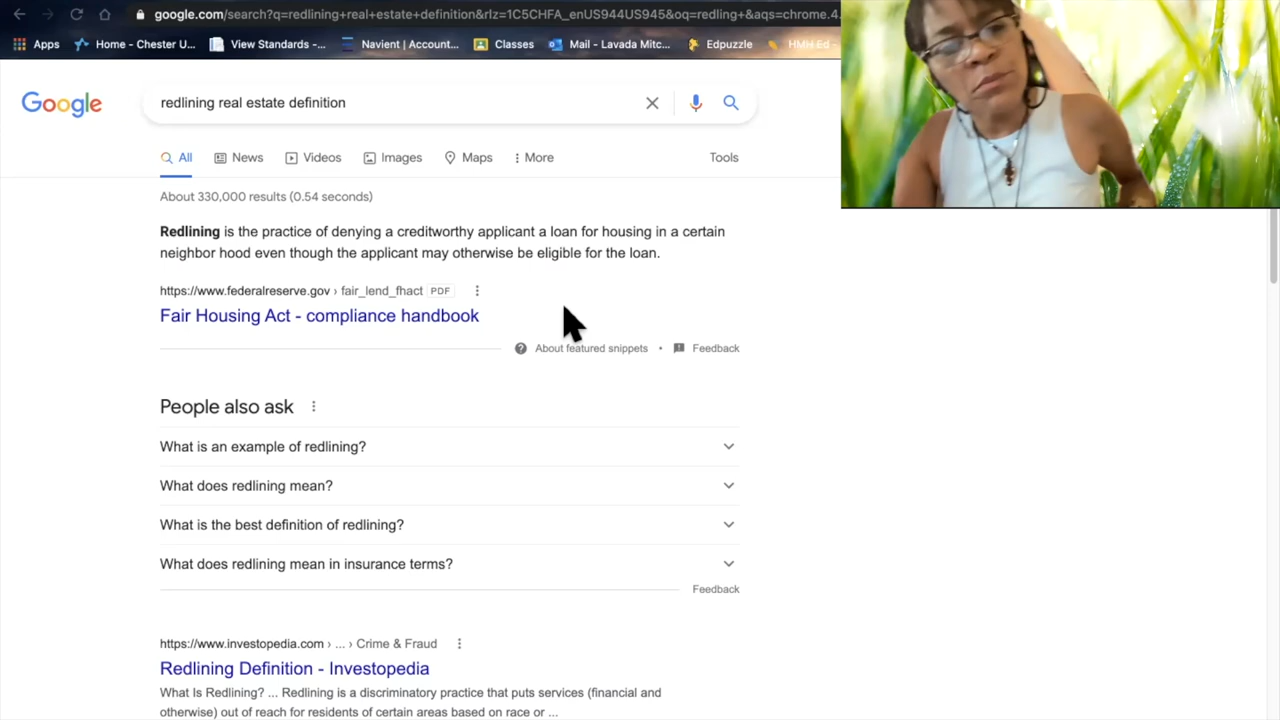 google.com/search?q=redlining+real+estate+definition&rlz=1C5CHFA_enUS944US945&oq=redling+&aqs=chrome.4.
Apps Home - Chester U... View Standards -... Navient | Account... Classes Mail - Lavada Mitc... Edpuzzle HMH Ed -
Google
redlining real estate definition
All News Videos Images Maps More Tools
About 330,000 results (0.54 seconds)
Redlining is the practice of denying a creditworthy applicant a loan for housing in a certain
neighbor hood even though the applicant may otherwise be eligible for the loan.
https://www.federalreserve.gov › fair_lend_fhact PDF
Fair Housing Act - compliance handbook
About featured snippets • Feedback
People also ask
What is an example of redlining?
What does redlining mean?
What is the best definition of redlining?
What does redlining mean in insurance terms?
Feedback
https://www.investopedia.com › ... › Crime & Fraud
Redlining Definition - Investopedia
What Is Redlining? ... Redlining is a discriminatory practice that puts services (financial and
otherwise) out of reach for residents of certain areas based on race or ...